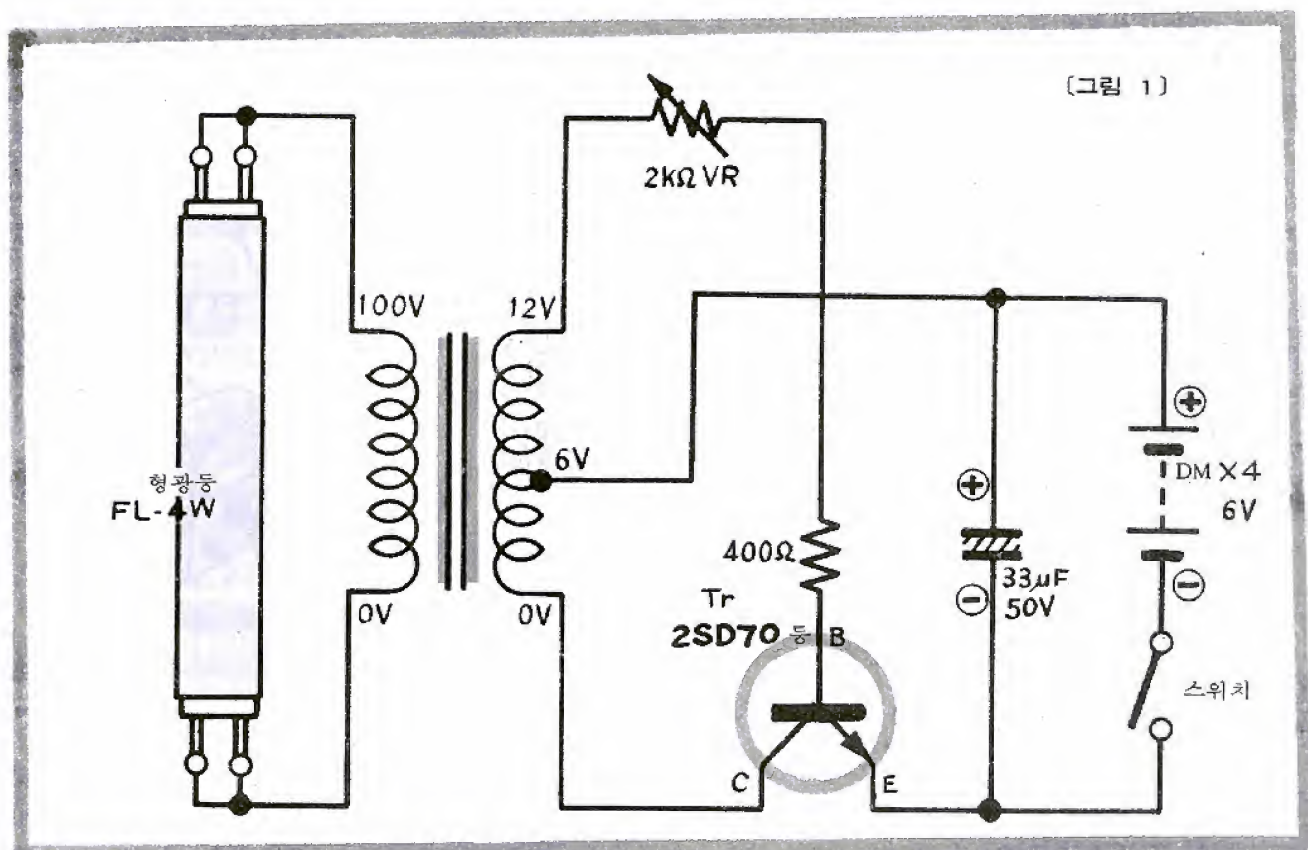 [그림 1]
2kΩ VR
100V
12V
6V
형광등
FL-4W
0V
0V
400Ω
Tr
2SD70 등
B
C
E
+
-
33μF
50V
+
DM×4
6V
-
스위치